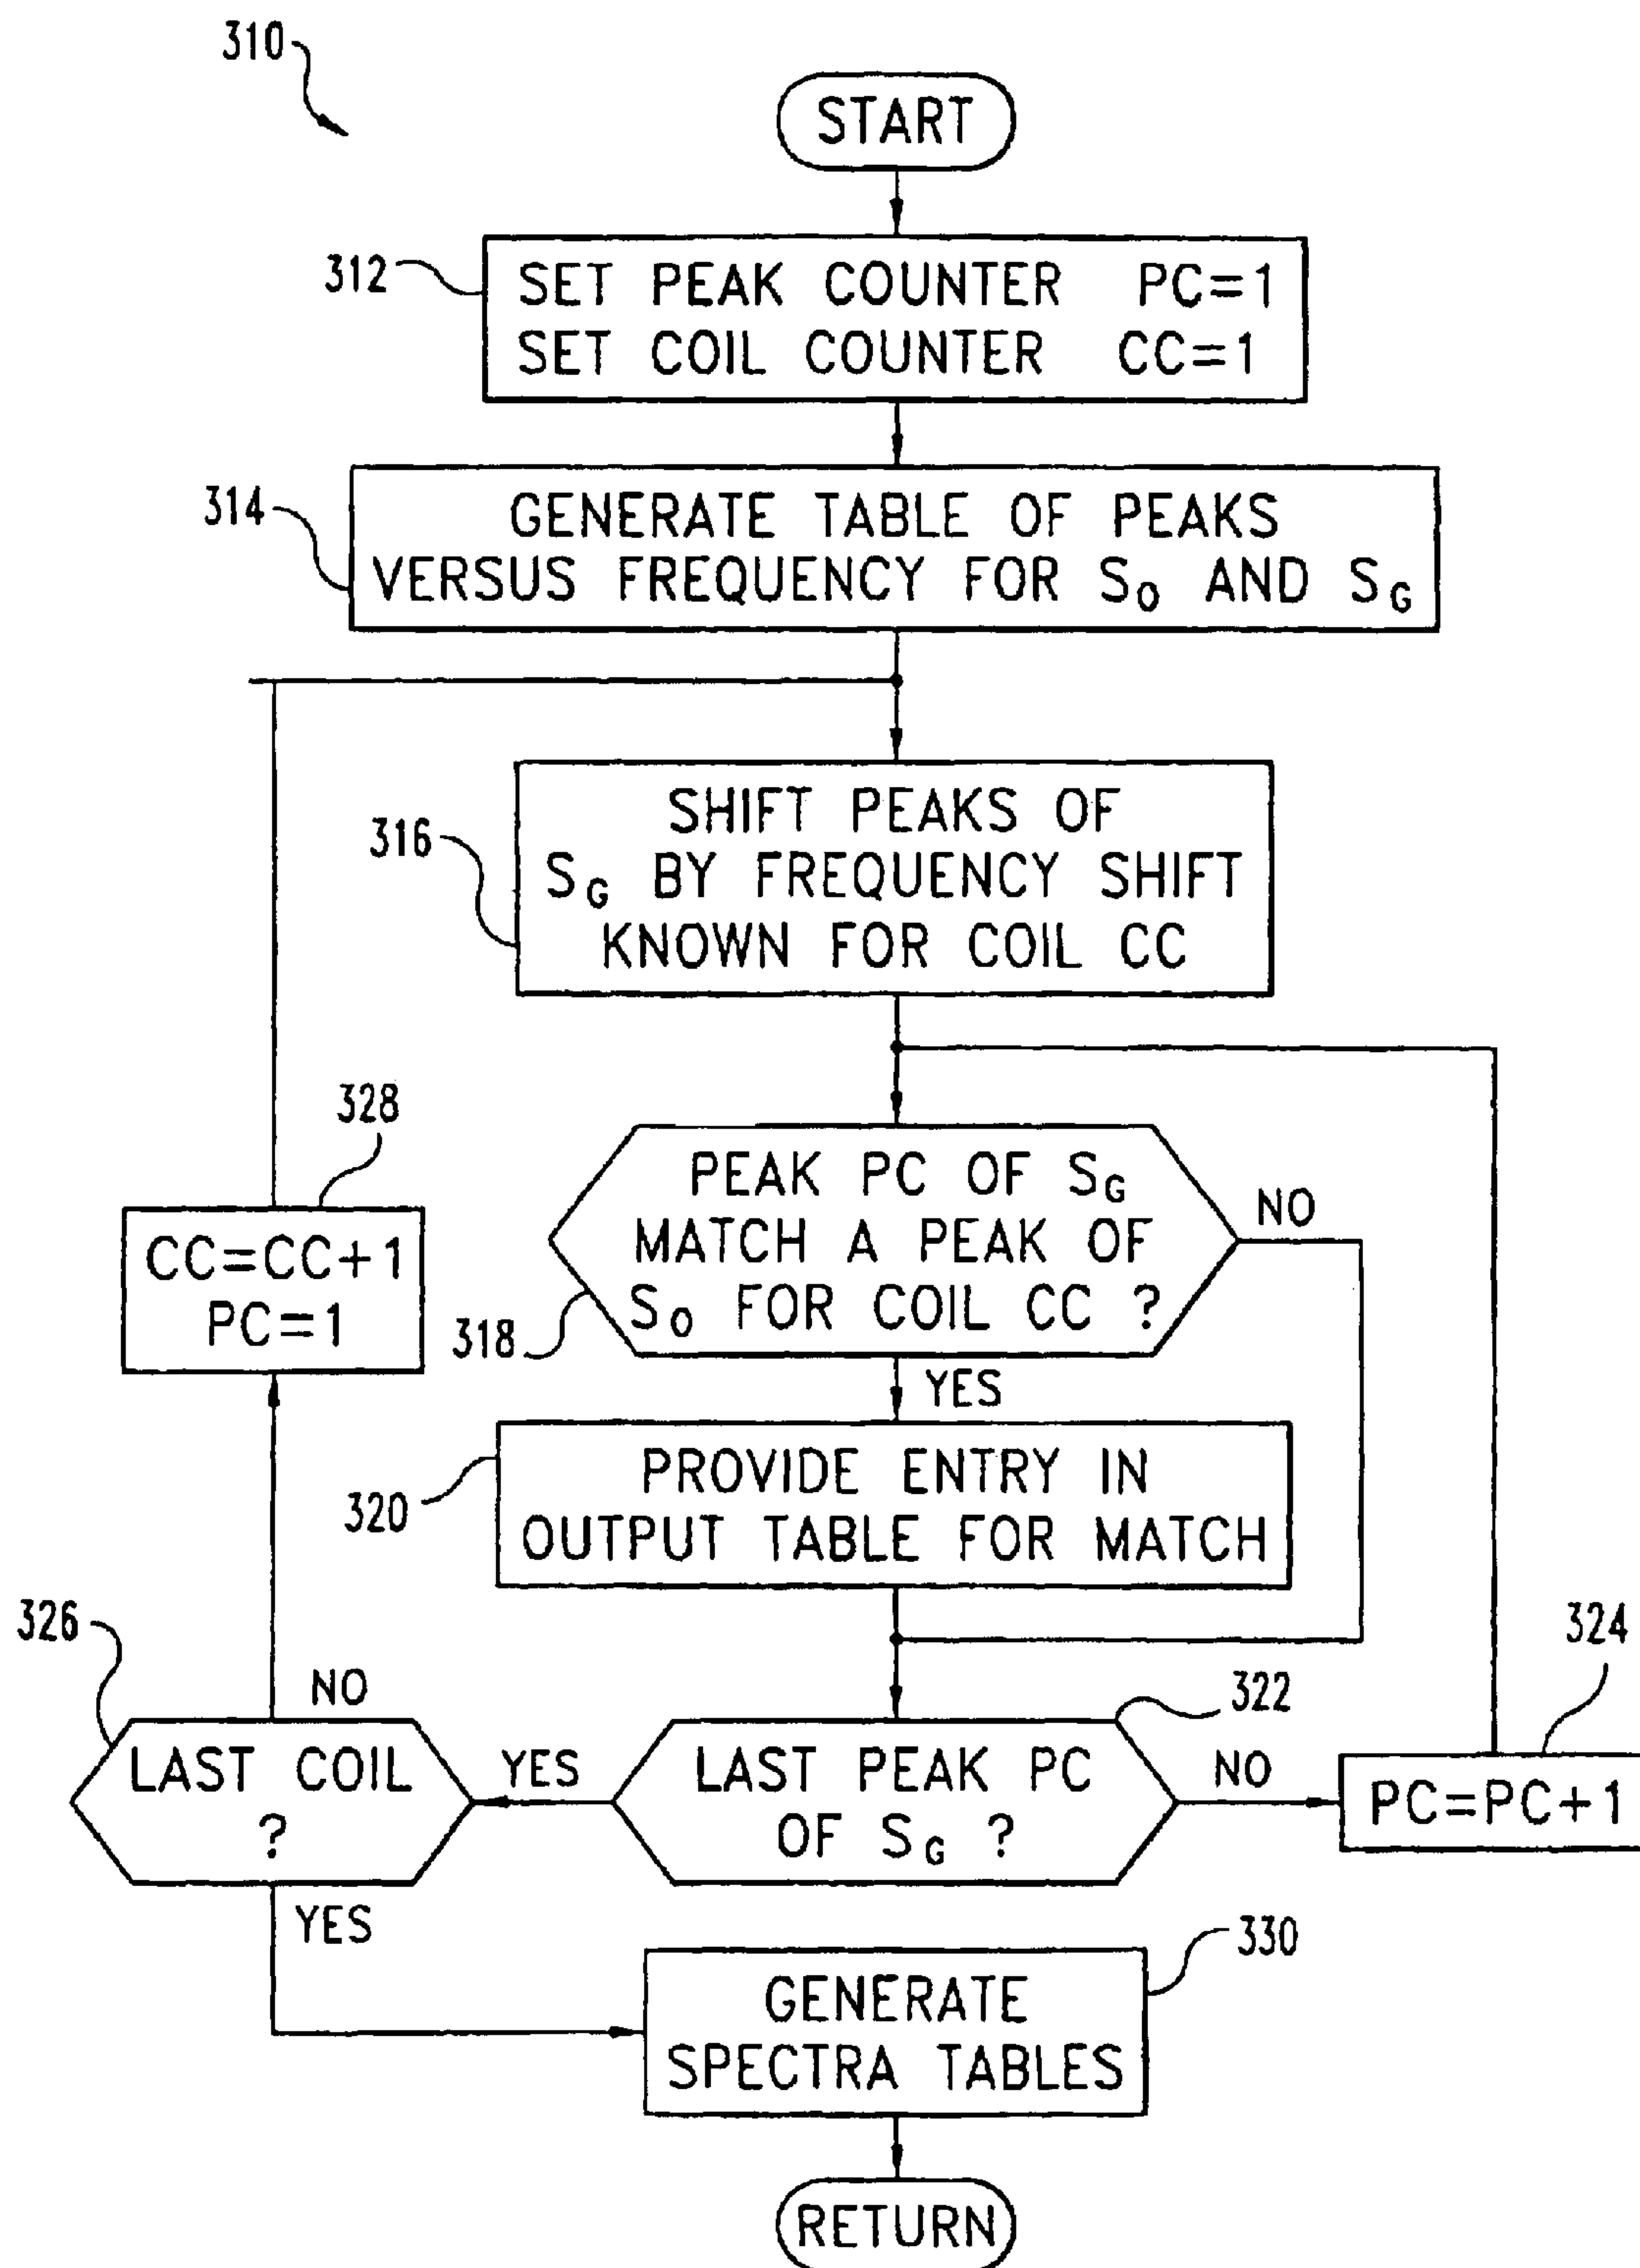 310
START
312
SET PEAK COUNTER PC=1
SET COIL COUNTER CC=1
314
GENERATE TABLE OF PEAKS
VERSUS FREQUENCY FOR S₀ AND S_G
316
SHIFT PEAKS OF
S_G BY FREQUENCY SHIFT
KNOWN FOR COIL CC
328
CC=CC+1
PC=1
318
PEAK PC OF S_G
MATCH A PEAK OF
S₀ FOR COIL CC ?
NO
YES
320
PROVIDE ENTRY IN
OUTPUT TABLE FOR MATCH
326
NO
LAST COIL
?
YES
322
LAST PEAK PC
OF S_G ?
NO
324
PC=PC+1
YES
330
GENERATE
SPECTRA TABLES
RETURN